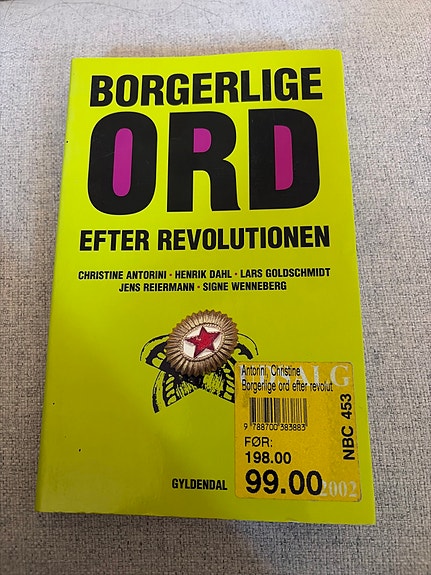 BORGERLIGE
ORD
EFTER REVOLUTIONEN
CHRISTINE ANTORINI • HENRIK DAHL • LARS GOLDSCHMIDT
JENS REIERMANN • SIGNE WENNEBERG
Antorini, Christine
Borgerlige ord efter revolut
9 788700 383883
FØR:
198.00
99.00
2002
NBC 453
GYLDENDAL